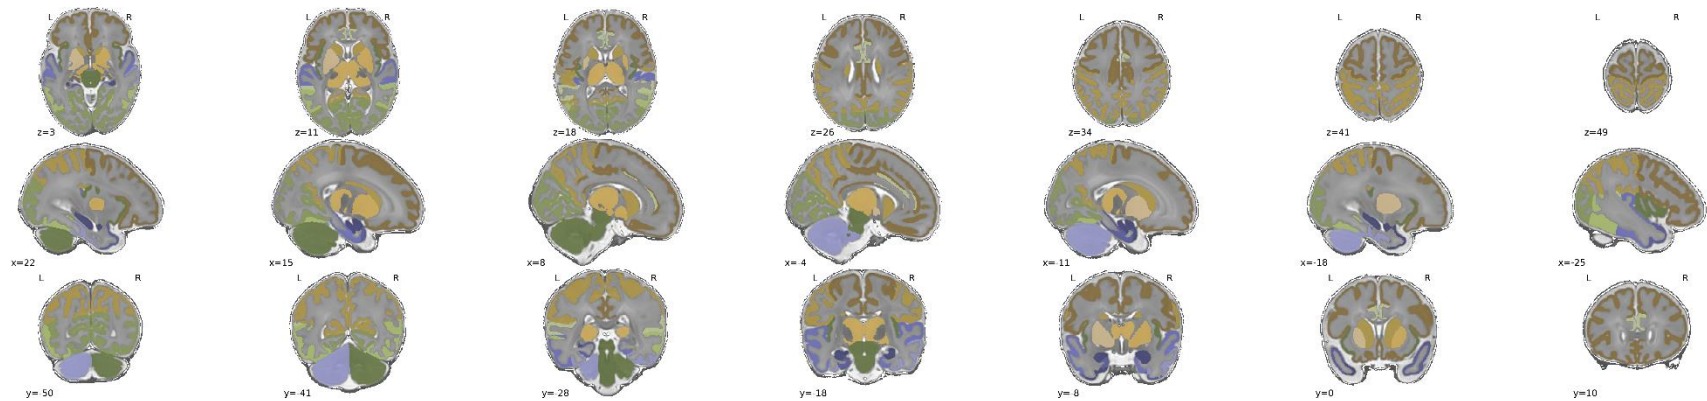 L R L R L R L R L R L R L R
z=3 z=11 z=18 z=26 z=34 z=41 z=49
x=22 x=15 x=8 x=-4 x=-11 x=-18 x=-25
L R L R L R L R L R L R L R
y=-50 y=-41 y=-28 y=-18 y=-8 y=0 y=10